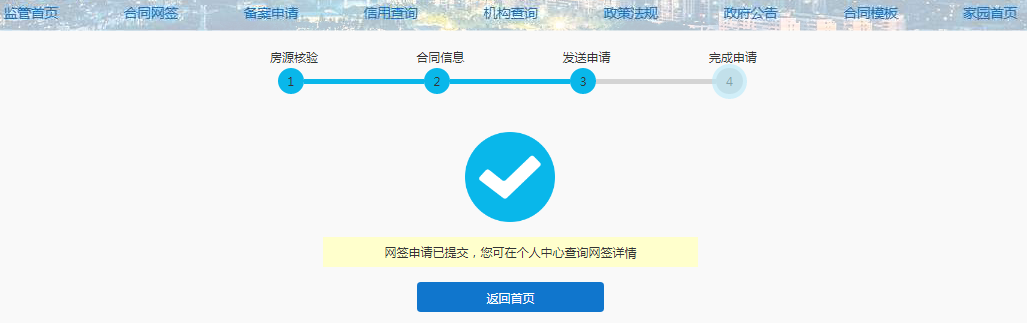 监管首页 合同网签 备案申请 信用查询 机构查询 政策法规 政府公告 合同模板 家园首页
房源核验 合同信息 发送申请 完成申请
1 2 3 4
网签申请已提交，您可在个人中心查询网签详情
返回首页